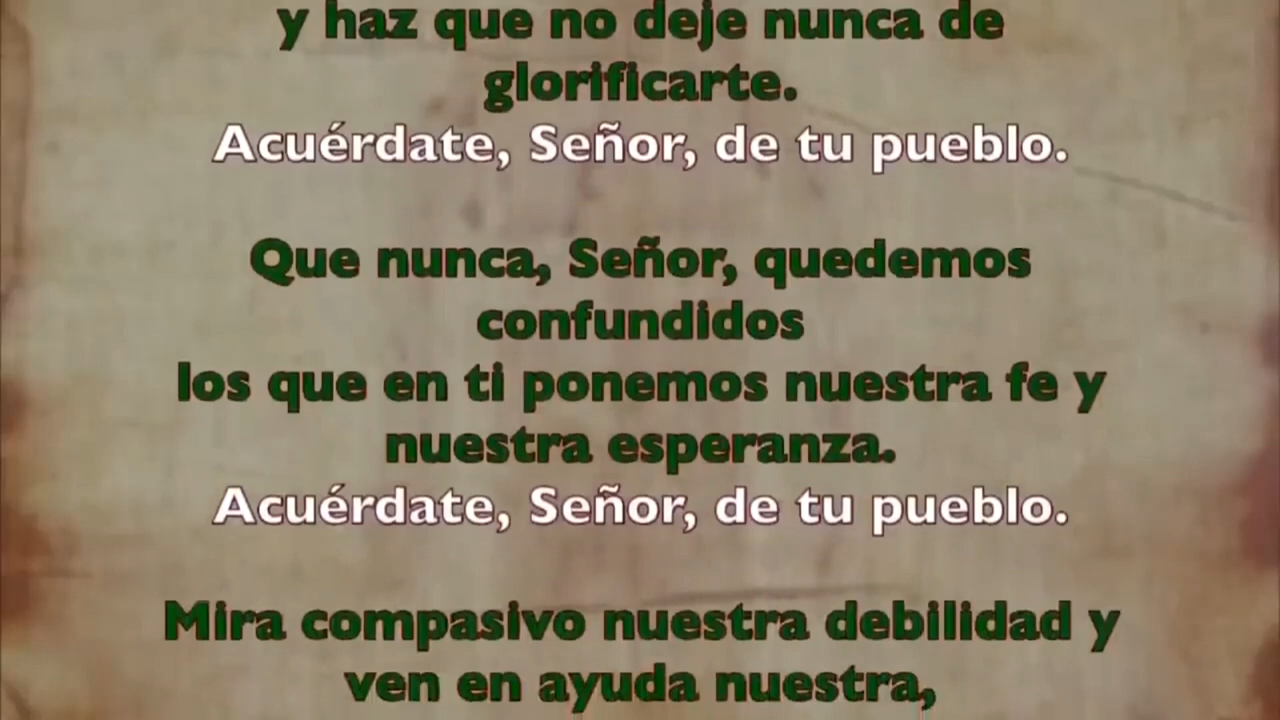 y haz que no deje nunca de
glorificarte.
Acuérdate, Señor, de tu pueblo.
Que nunca, Señor, quedemos
confundidos
los que en ti ponemos nuestra fe y
nuestra esperanza.
Acuérdate, Señor, de tu pueblo.
Mira compasivo nuestra debilidad y
ven en ayuda nuestra,